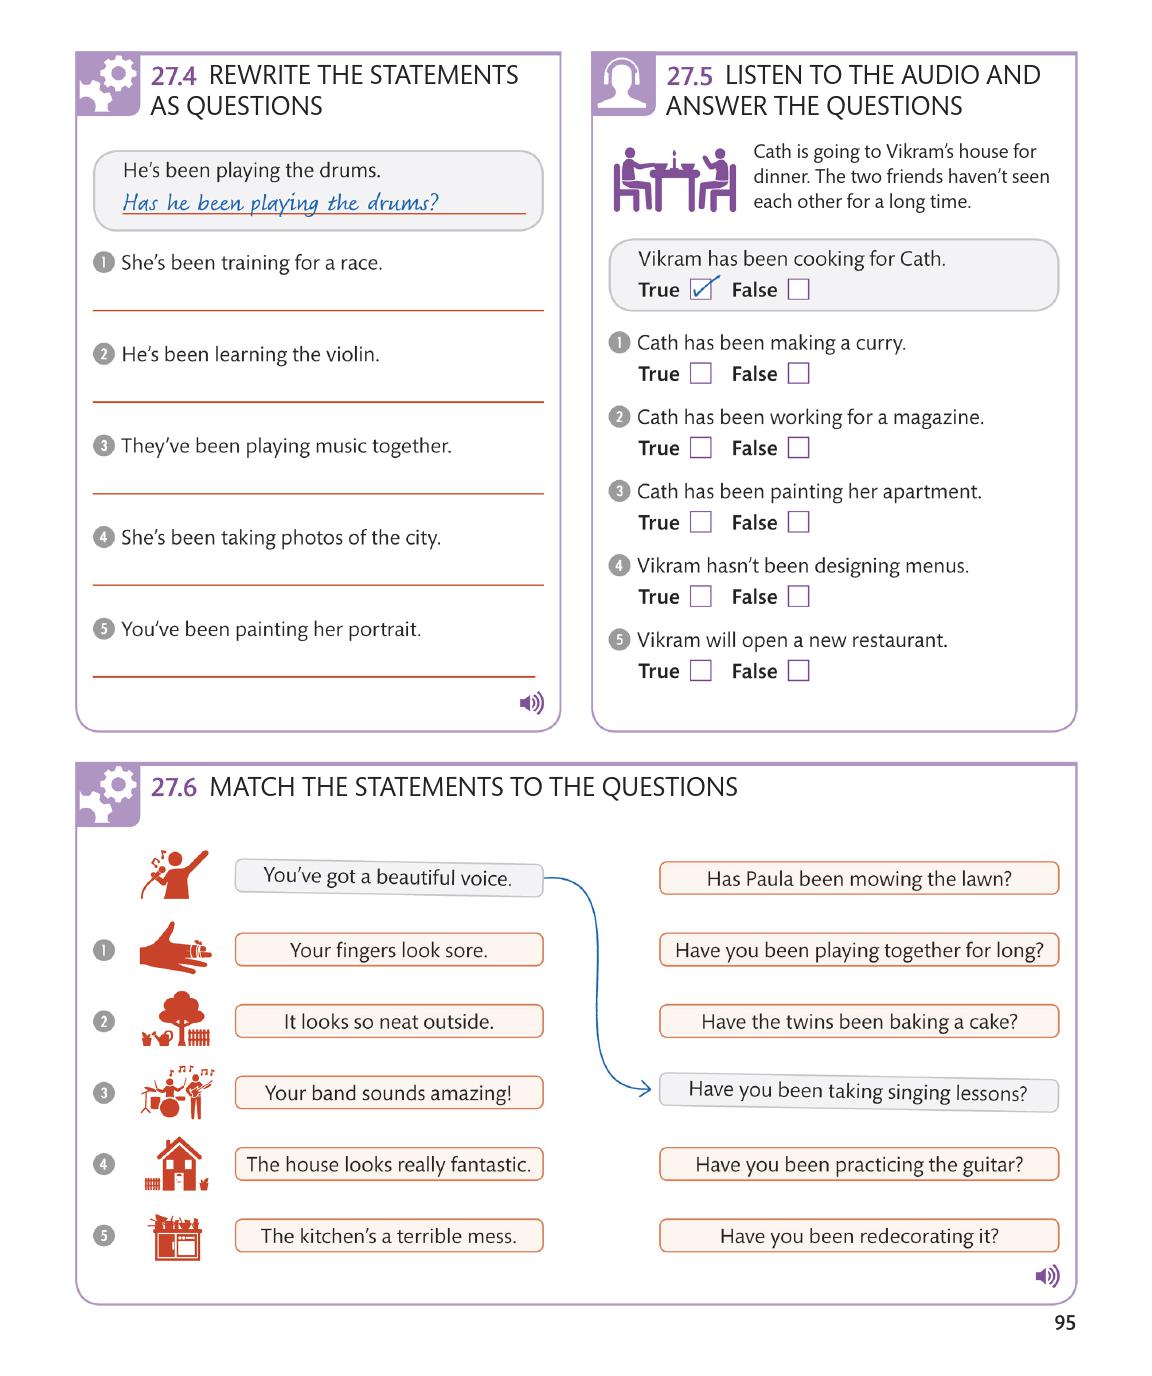 27.4 REWRITE THE STATEMENTS
AS QUESTIONS
He's been playing the drums.
Has he been playing the drums?
1 She's been training for a race.
2 He's been learning the violin.
3 They've been playing music together.
4 She's been taking photos of the city.
5 You've been painting her portrait.
27.5 LISTEN TO THE AUDIO AND
ANSWER THE QUESTIONS
Cath is going to Vikram's house for
dinner. The two friends haven't seen
each other for a long time.
Vikram has been cooking for Cath.
True False
1 Cath has been making a curry.
True False
2 Cath has been working for a magazine.
True False
3 Cath has been painting her apartment.
True False
4 Vikram hasn't been designing menus.
True False
5 Vikram will open a new restaurant.
True False
27.6 MATCH THE STATEMENTS TO THE QUESTIONS
You've got a beautiful voice.
Has Paula been mowing the lawn?
1 Your fingers look sore.
Have you been playing together for long?
2 It looks so neat outside.
Have the twins been baking a cake?
3 Your band sounds amazing!
Have you been taking singing lessons?
4 The house looks really fantastic.
Have you been practicing the guitar?
5 The kitchen's a terrible mess.
Have you been redecorating it?
95